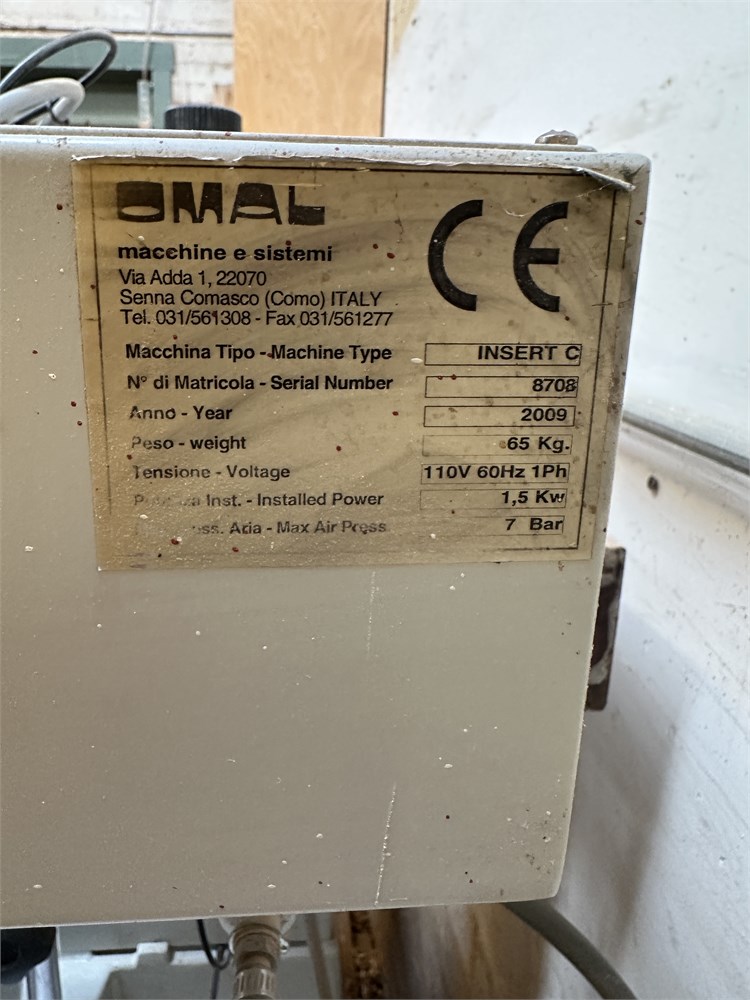 OMAL
CE
macchine e sistemi
Via Adda 1, 22070
Senna Comasco (Como) ITALY
Tel. 031/561308 - Fax 031/561277
Macchina Tipo - Machine Type INSERT C
N° di Matricola - Serial Number 8708
Anno - Year 2009
Peso - weight 65 Kg.
Tensione - Voltage 110V 60Hz 1Ph
Inst. - Installed Power 1,5 Kw
Aria - Max Air Press 7 Bar